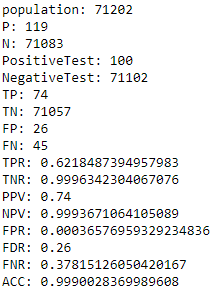 population: 71202
P: 119
N: 71083
PositiveTest: 100
NegativeTest: 71102
TP: 74
TN: 71057
FP: 26
FN: 45
TPR: 0.6218487394957983
TNR: 0.9996342304067076
PPV: 0.74
NPV: 0.9993671064105089
FPR: 0.00036576959329234836
FDR: 0.26
FNR: 0.37815126050420167
ACC: 0.9990028369989608